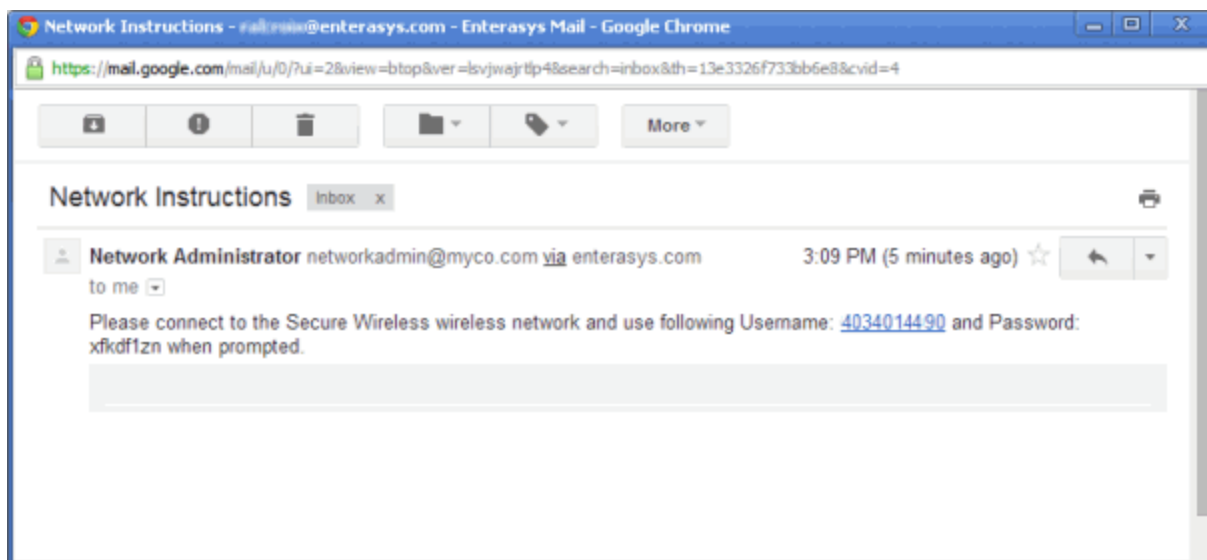 Network Instructions - @enterasys.com - Enterasys Mail - Google Chrome
https://mail.google.com/mail/u/0/?ui=2&view=btop&ver=lsvjwajrtlp4&search=inbox&th=13e3326f733bb6e8&cvid=4
More
Network Instructions Inbox x
Network Administrator networkadmin@myco.com via enterasys.com 3:09 PM (5 minutes ago)
to me
Please connect to the Secure Wireless wireless network and use following Username: 4034014490 and Password:
xfkdf1zn when prompted.